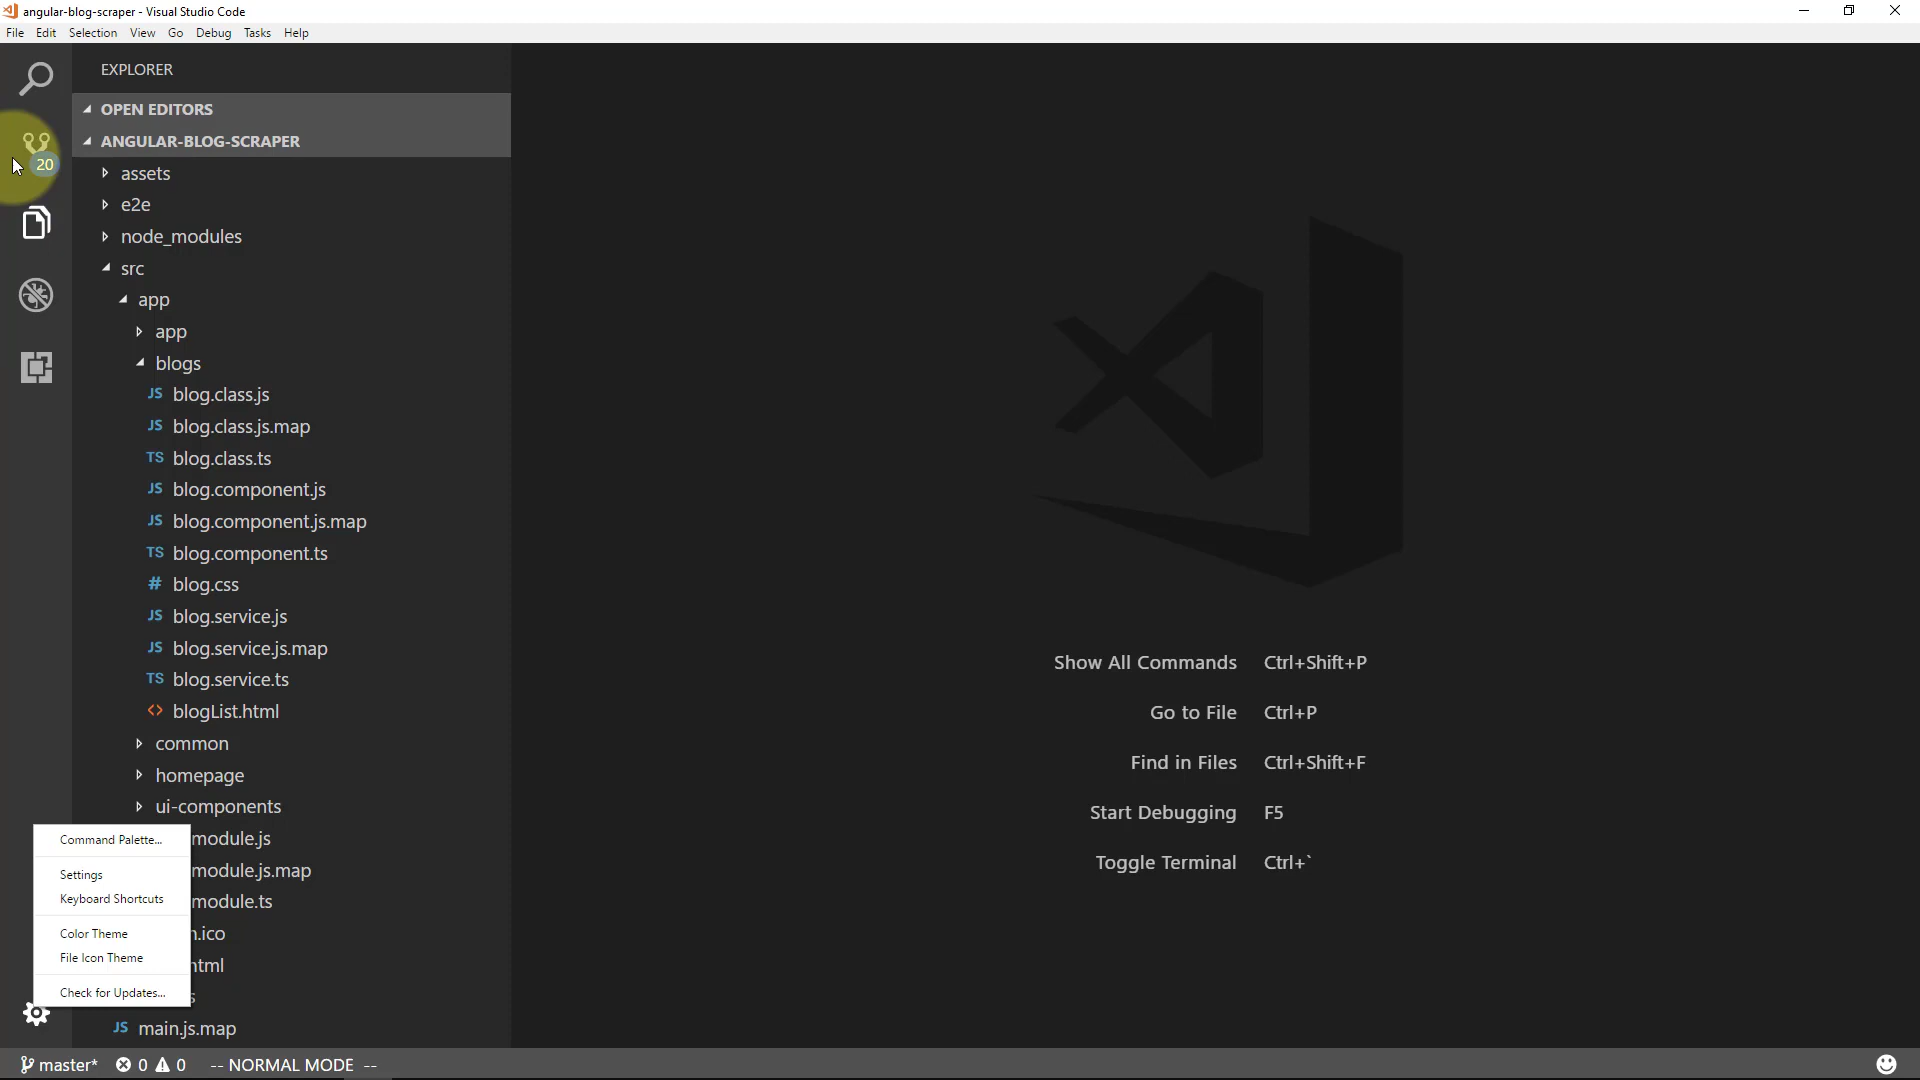 angular-blog-scraper - Visual Studio Code
File Edit Selection View Go Debug Tasks Help
EXPLORER
OPEN EDITORS
ANGULAR-BLOG-SCRAPER
20
assets
e2e
node_modules
src
app
app
blogs
JS blog.class.js
JS blog.class.js.map
TS blog.class.ts
JS blog.component.js
JS blog.component.js.map
TS blog.component.ts
# blog.css
JS blog.service.js
JS blog.service.js.map
TS blog.service.ts
<> blogList.html
common
homepage
ui-components
module.js
module.js.map
module.ts
n.ico
html
s
JS main.js.map
Command Palette...
Settings
Keyboard Shortcuts
Color Theme
File Icon Theme
Check for Updates...
Show All Commands Ctrl+Shift+P
Go to File Ctrl+P
Find in Files Ctrl+Shift+F
Start Debugging F5
Toggle Terminal Ctrl+`
master* 0 0 -- NORMAL MODE --